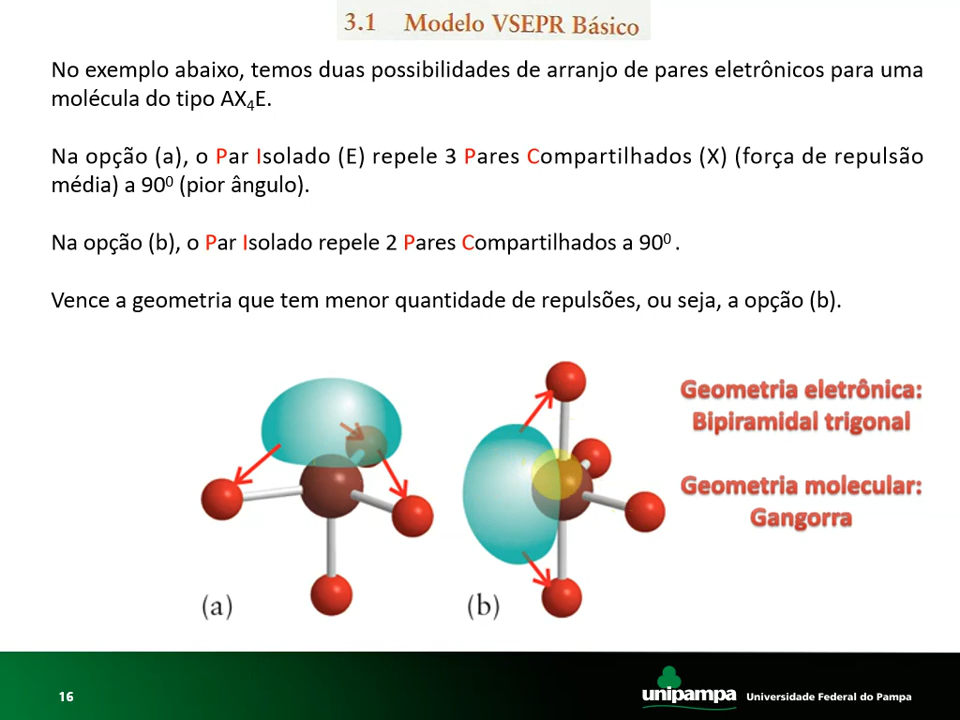 3.1 Modelo VSEPR Básico
No exemplo abaixo, temos duas possibilidades de arranjo de pares eletrônicos para uma
molécula do tipo AX₄E.
Na opção (a), o Par Isolado (E) repele 3 Pares Compartilhados (X) (força de repulsão
média) a 90⁰ (pior ângulo).
Na opção (b), o Par Isolado repele 2 Pares Compartilhados a 90⁰ .
Vence a geometria que tem menor quantidade de repulsões, ou seja, a opção (b).
Geometria eletrônica:
Bipiramidal trigonal
Geometria molecular:
Gangorra
(a)
(b)
16
unipampa
Universidade Federal do Pampa